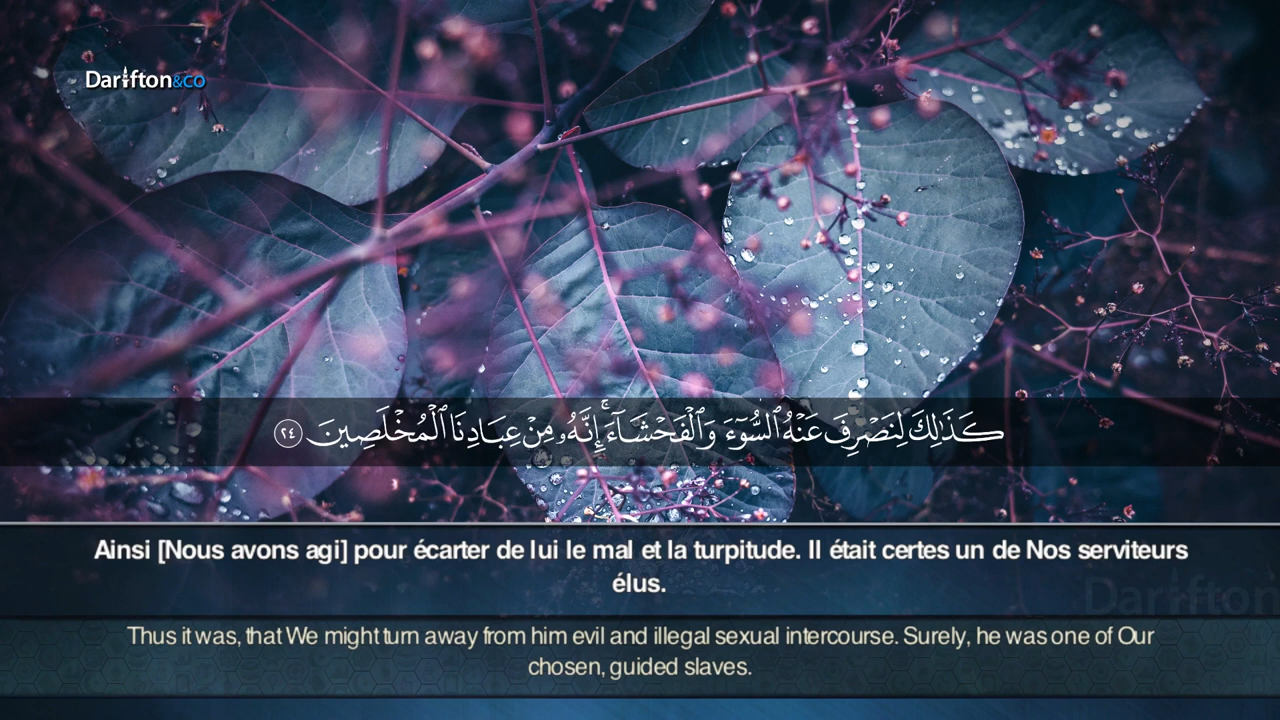 Darifton&co
كَذَٰلِكَ لِنَصْرِفَ عَنْهُ ٱلسُّوٓءَ وَٱلْفَحْشَآءَ ۚ إِنَّهُۥ مِنْ عِبَادِنَا ٱلْمُخْلَصِينَ ٢٤
Ainsi [Nous avons agi] pour écarter de lui le mal et la turpitude. Il était certes un de Nos serviteurs
élus.
Darifton
Thus it was, that We might turn away from him evil and illegal sexual intercourse. Surely, he was one of Our
chosen, guided slaves.